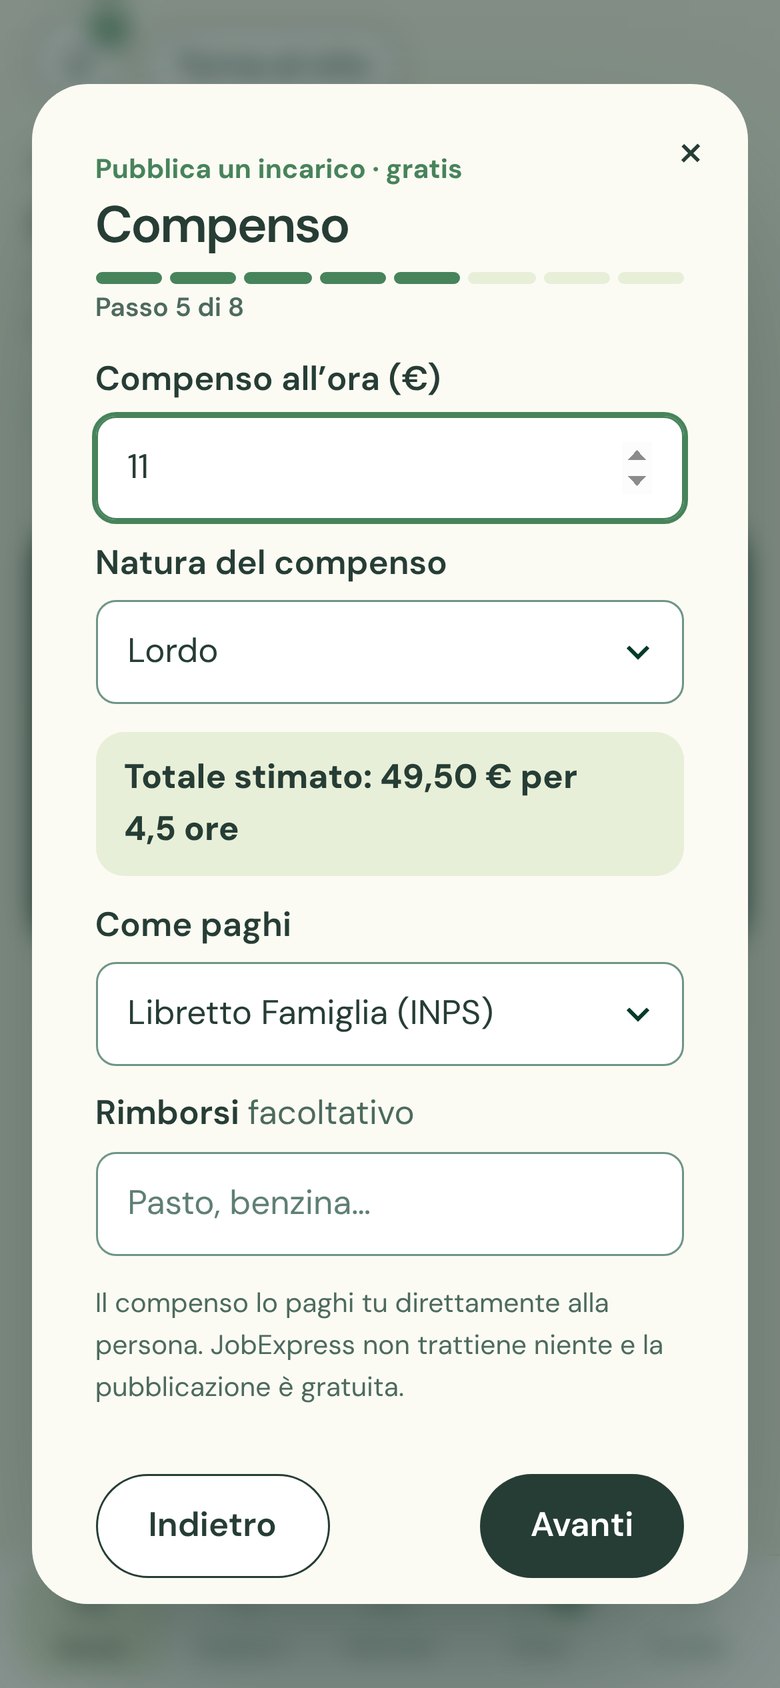 Pubblica un incarico · gratis
Compenso
Passo 5 di 8
Compenso all’ora (€)
11
Natura del compenso
Lordo
Totale stimato: 49,50 € per
4,5 ore
Come paghi
Libretto Famiglia (INPS)
Rimborsi facoltativo
Pasto, benzina…
Il compenso lo paghi tu direttamente alla
persona. JobExpress non trattiene niente e la
pubblicazione è gratuita.
Indietro
Avanti